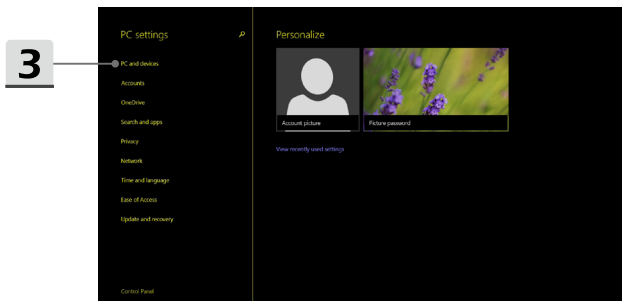 3
PC settings
PC and devices
Accounts
OneDrive
Search and apps
Privacy
Network
Time and language
Ease of Access
Update and recovery
Control Panel
Personalize
Account picture
Picture password
View recently used settings